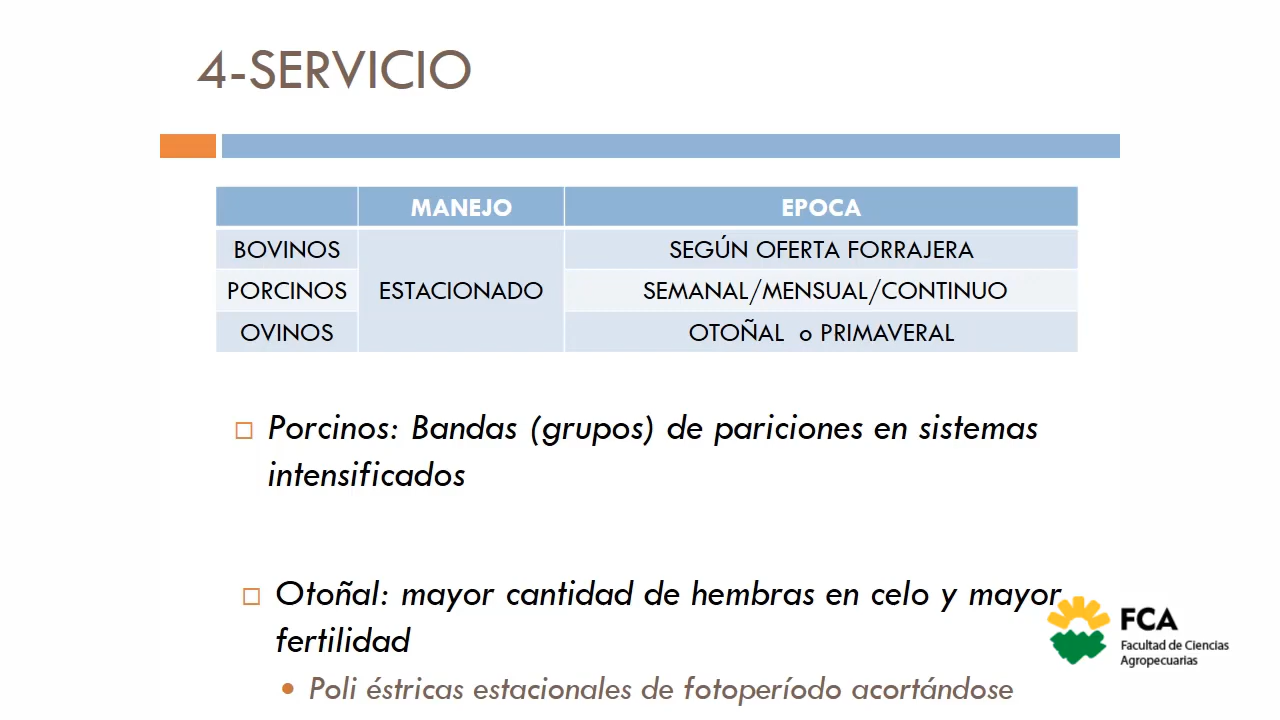 4-SERVICIO
MANEJO EPOCA
BOVINOS SEGÚN OFERTA FORRAJERA
PORCINOS ESTACIONADO SEMANAL/MENSUAL/CONTINUO
OVINOS OTOÑAL o PRIMAVERAL
Porcinos: Bandas (grupos) de pariciones en sistemas
intensificados
Otoñal: mayor cantidad de hembras en celo y mayor
fertilidad
Poli éstricas estacionales de fotoperíodo acortándose
FCA
Facultad de Ciencias
Agropecuarias